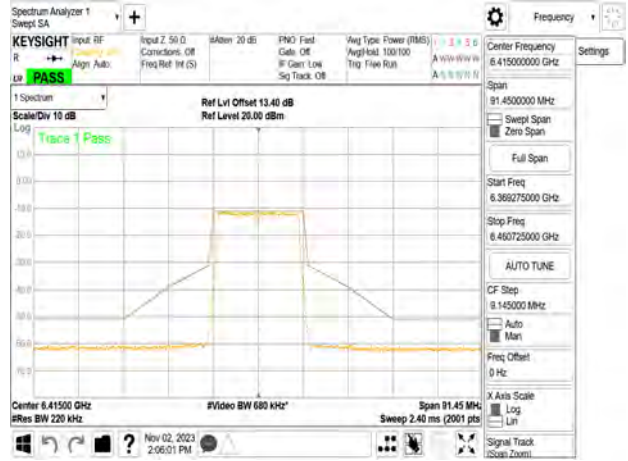 Spectrum Analyzer 1
Swept SA
Frequency
KEYSIGHT
Input: RF
Input Z: 50 Ω
#Atten: 20 dB
PNO: Fast
Avg Type: Power (RMS)
R
Corrections: Off
Gate: Off
Avg|Hold: 100/100
Align: Auto
Freq Ref: Int (S)
IF Gain: Low
Trig: Free Run
Sig Track: Off
PASS
Center Frequency
6.415000000 GHz
Settings
Span
91.4500000 MHz
Swept Span
Zero Span
Full Span
Start Freq
6.369275000 GHz
Stop Freq
6.460725000 GHz
AUTO TUNE
CF Step
9.145000 MHz
Auto
Man
Freq Offset
0 Hz
X Axis Scale
Log
Lin
Signal Track
(Span Zoom)
1 Spectrum
Ref Lvl Offset 13.40 dB
Scale/Div 10 dB
Ref Level 20.00 dBm
Log
Trace 1 Pass
Center 6.41500 GHz
#Video BW 680 kHz*
Span 91.45 MHz
#Res BW 220 kHz
Sweep 2.40 ms (2001 pts
Nov 02, 2023
2:06:01 PM